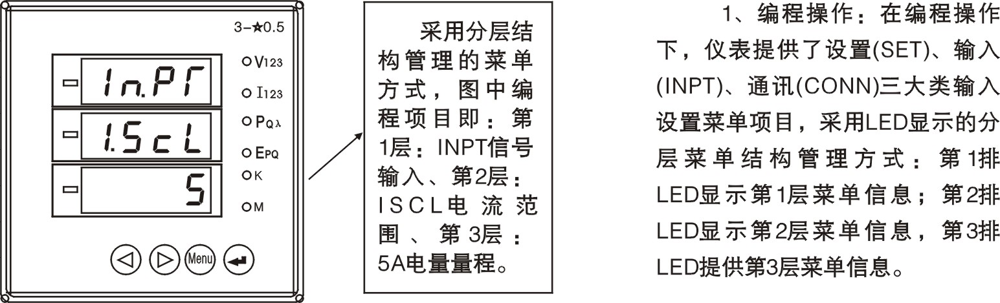 3-★0.5
In.PT
V123
I123
1.ScL
PQλ
EPQ
5
K
M
Menu
采用分层结
构管理的菜单
方式，图中编
程项目即：第
1层：INPT信号
输入、第2层：
ISCL电流范
围、第3层：
5A电量量程。
1、编程操作：在编程操作
下，仪表提供了设置(SET)、输入
(INPT)、通讯(CONN)三大类输入
设置菜单项目，采用LED显示的分
层菜单结构管理方式：第1排
LED显示第1层菜单信息；第2排
LED显示第2层菜单信息，第3排
LED提供第3层菜单信息。